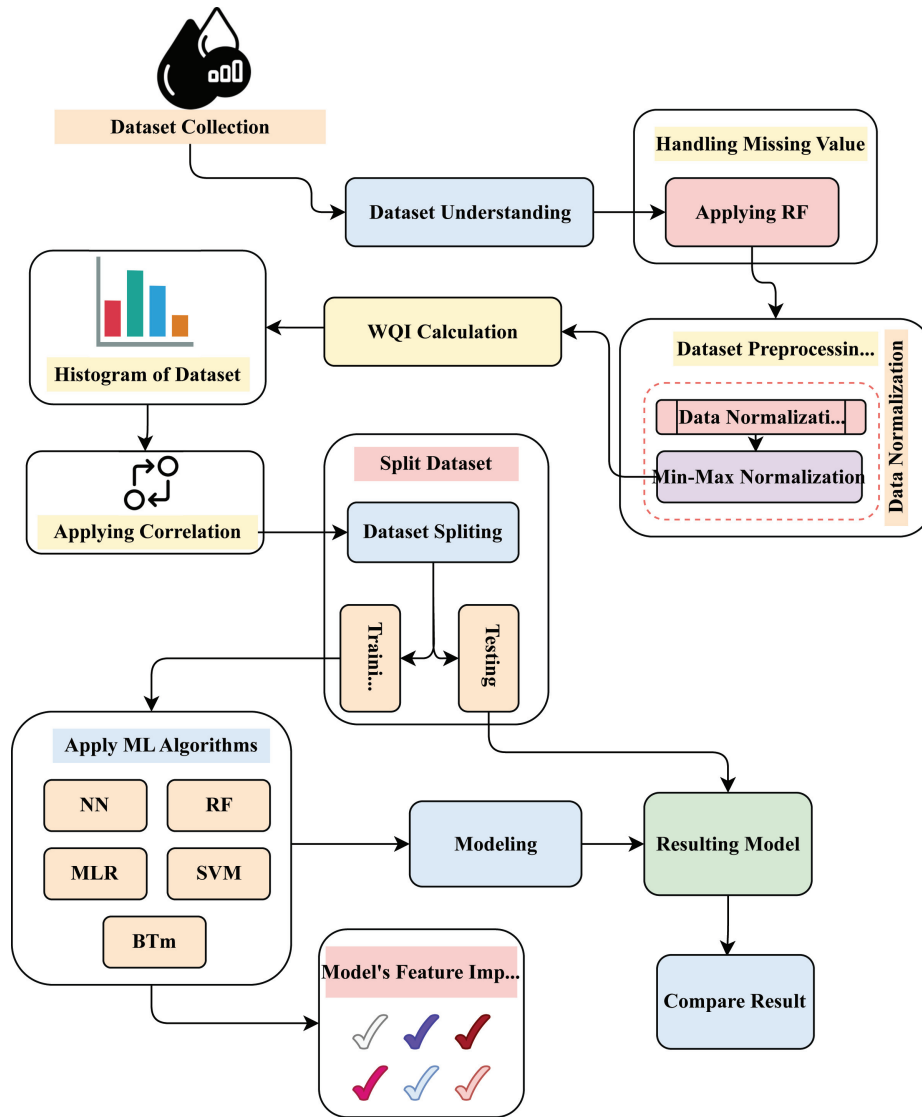 Dataset Collection
Handling Missing Value
Dataset Understanding
Applying RF
Histogram of Dataset
WQI Calculation
Dataset Preprocessin...
Data Normalizati...
Min-Max Normalization
Data Normalization
Applying Correlation
Split Dataset
Dataset Spliting
Traini...
Testing
Apply ML Algorithms
NN
RF
MLR
SVM
BTm
Modeling
Resulting Model
Model's Feature Imp...
Compare Result